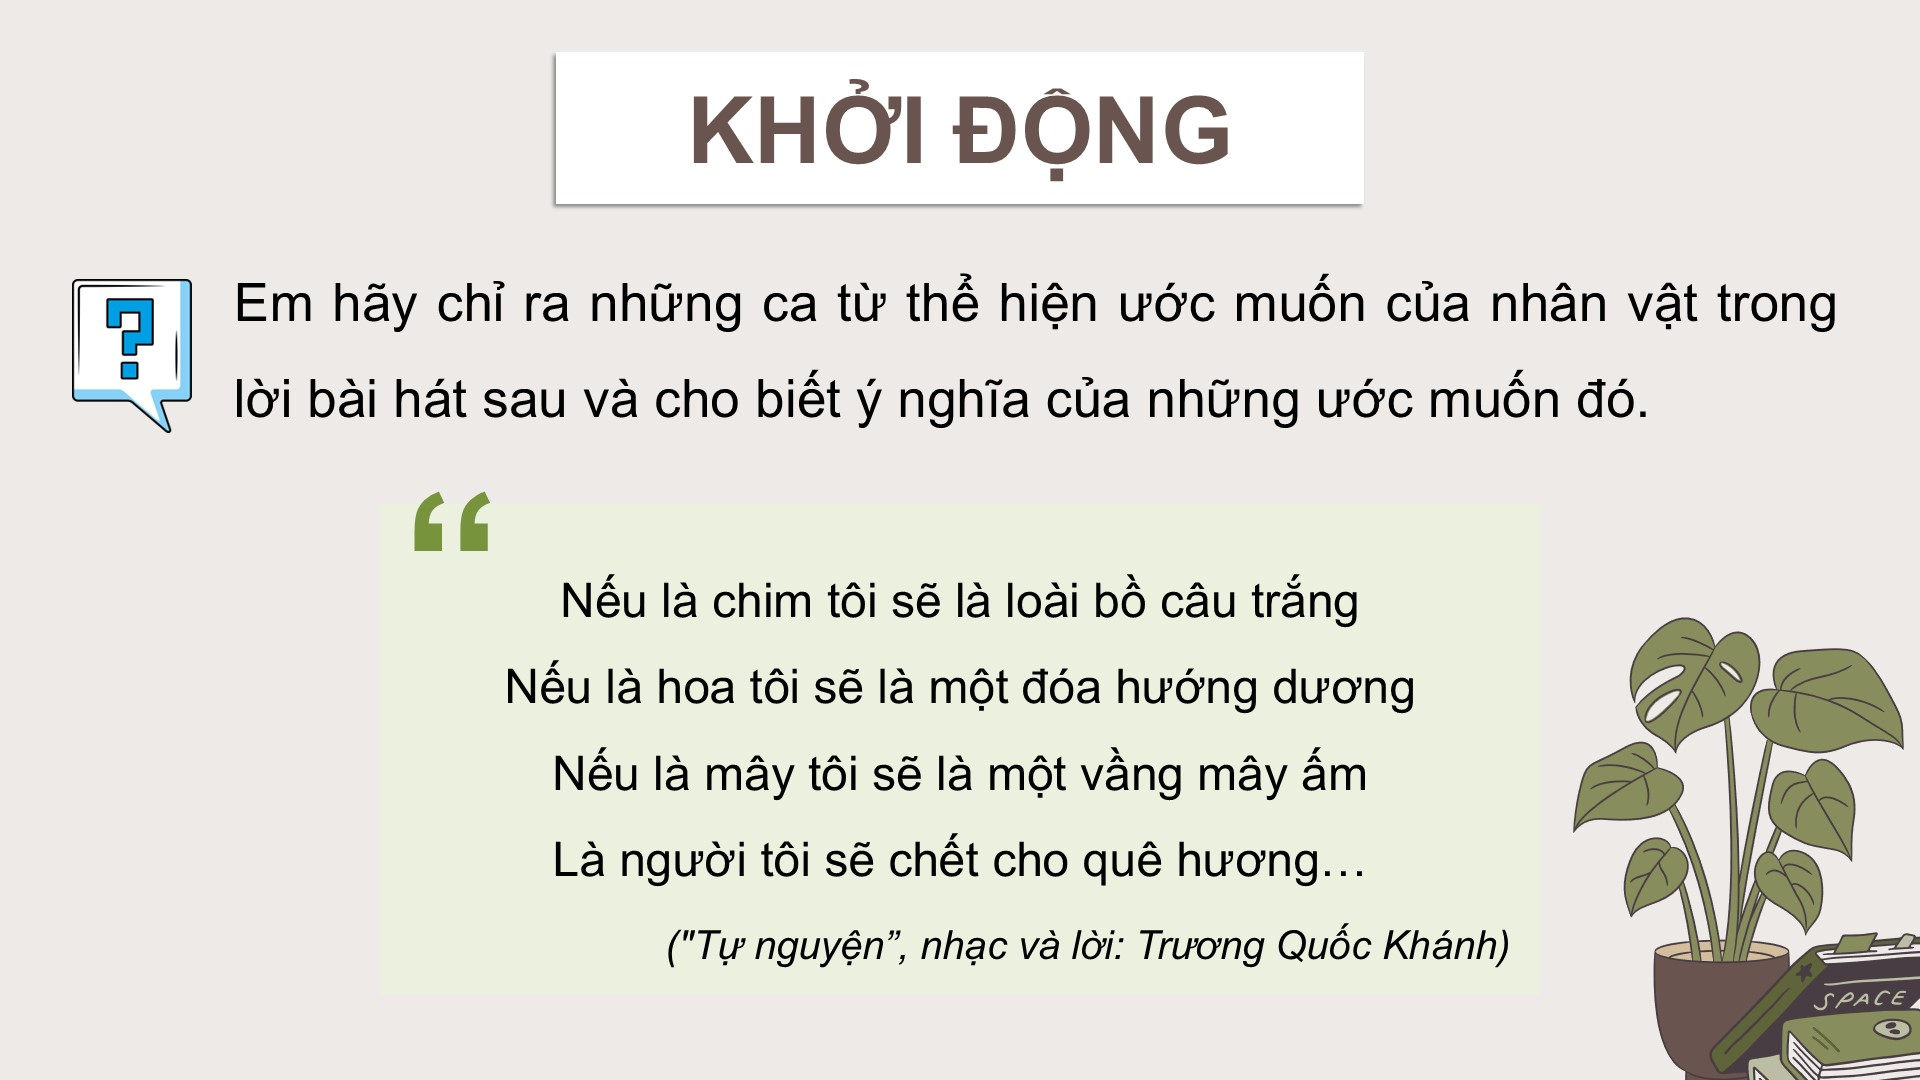 KHỞI ĐỘNG
?
Em hãy chỉ ra những ca từ thể hiện ước muốn của nhân vật trong
lời bài hát sau và cho biết ý nghĩa của những ước muốn đó.
“
Nếu là chim tôi sẽ là loài bồ câu trắng
Nếu là hoa tôi sẽ là một đóa hướng dương
Nếu là mây tôi sẽ là một vầng mây ấm
Là người tôi sẽ chết cho quê hương…
("Tự nguyện”, nhạc và lời: Trương Quốc Khánh)
SPACE